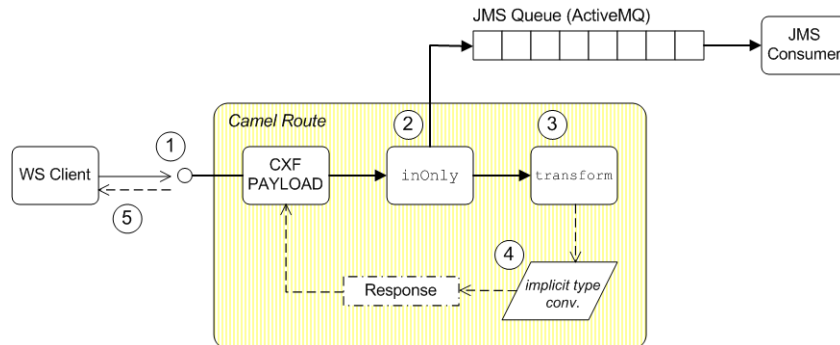 JMS Queue (ActiveMQ)
JMS
Consumer
Camel Route
1
2
3
WS Client
CXF
PAYLOAD
inOnly
transform
5
4
Response
implicit type
conv.